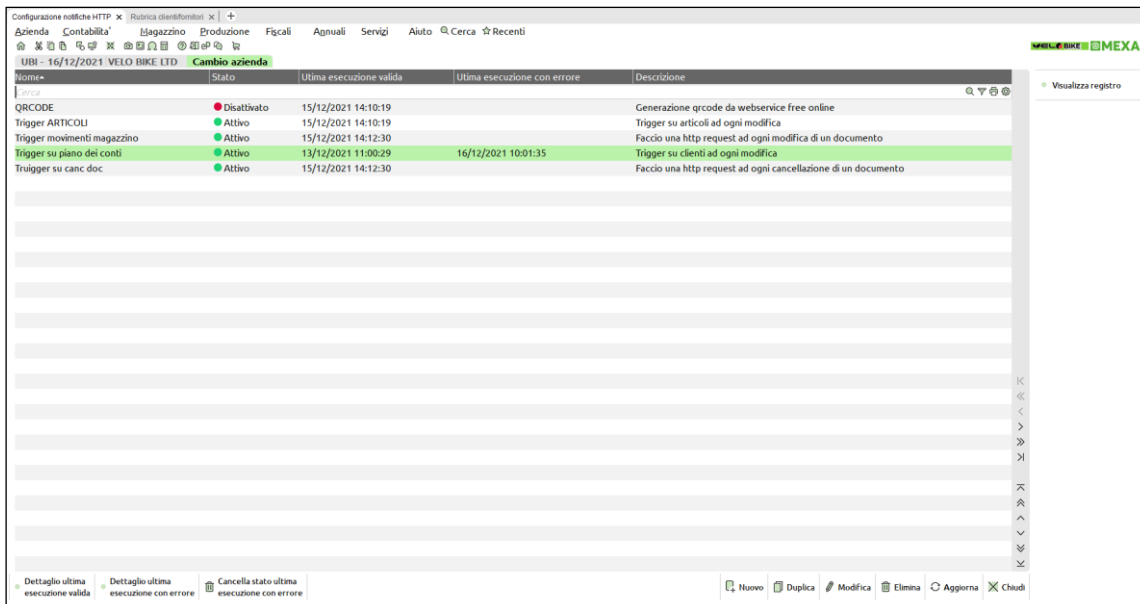 Configurazione notifiche HTTP x Rubrica clienti/fornitori x +
Azienda Contabilita' Magazzino Produzione Fiscali Annuali Servizi Aiuto Cerca Recenti
VELO BIKE MEXA
UBI - 16/12/2021 VELO BIKE LTD Cambio azienda
Nome Stato Utima esecuzione valida Utima esecuzione con errore Descrizione
Cerca
Visualizza registro
QRCODE Disattivato 15/12/2021 14:10:19 Generazione qrcode da webservice free online
Trigger ARTICOLI Attivo 15/12/2021 14:10:19 Trigger su articoli ad ogni modifica
Trigger movimenti magazzino Attivo 15/12/2021 14:12:30 Faccio una http request ad ogni modifica di un documento
Trigger su piano dei conti Attivo 13/12/2021 11:00:29 16/12/2021 10:01:35 Trigger su clienti ad ogni modifica
Truigger su canc doc Attivo 15/12/2021 14:12:30 Faccio una http request ad ogni cancellazione di un documento
Dettaglio ultima esecuzione valida
Dettaglio ultima esecuzione con errore
Cancella stato ultima esecuzione con errore
Nuovo Duplica Modifica Elimina Aggiorna Chiudi